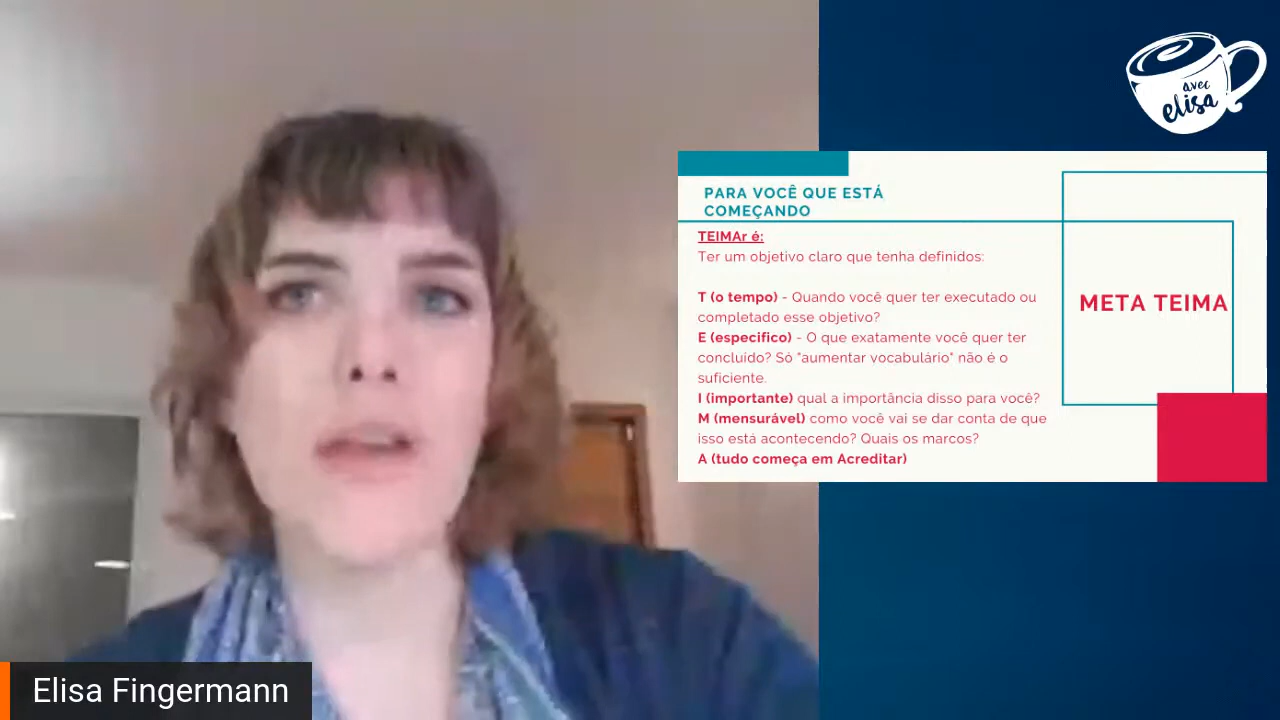 avec
elisa
PARA VOCÊ QUE ESTÁ
COMEÇANDO
TEIMAr é:
Ter um objetivo claro que tenha definidos:
T (o tempo) - Quando você quer ter executado ou
completado esse objetivo?
E (especifico) - O que exatamente você quer ter
concluído? Só "aumentar vocabulário" não é o
suficiente.
I (importante) qual a importância disso para você?
M (mensurável) como você vai se dar conta de que
isso está acontecendo? Quais os marcos?
A (tudo começa em Acreditar)
META TEIMA
Elisa Fingermann